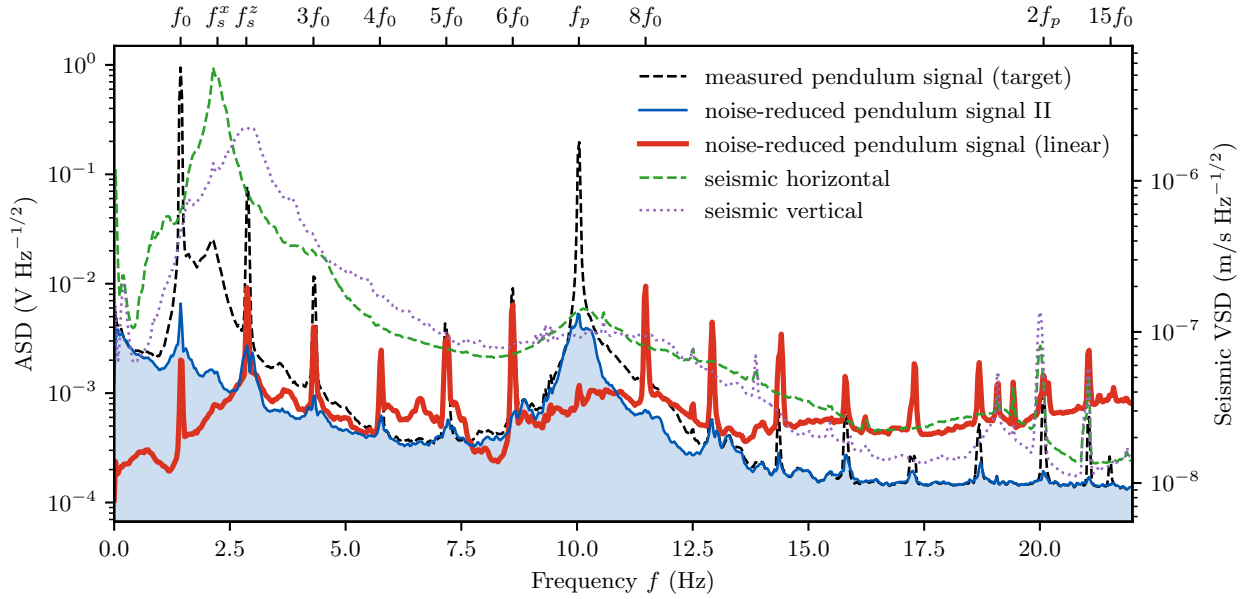 f₀ fₛˣ fₛᶻ 3f₀ 4f₀ 5f₀ 6f₀ fₚ 8f₀ 2fₚ 15f₀
measured pendulum signal (target)
noise-reduced pendulum signal II
noise-reduced pendulum signal (linear)
seismic horizontal
seismic vertical
10⁰
10⁻¹
10⁻²
10⁻³
10⁻⁴
ASD (V Hz⁻¹/²)
10⁻⁶
10⁻⁷
10⁻⁸
Seismic VSD (m/s Hz⁻¹/²)
0.0 2.5 5.0 7.5 10.0 12.5 15.0 17.5 20.0
Frequency f (Hz)